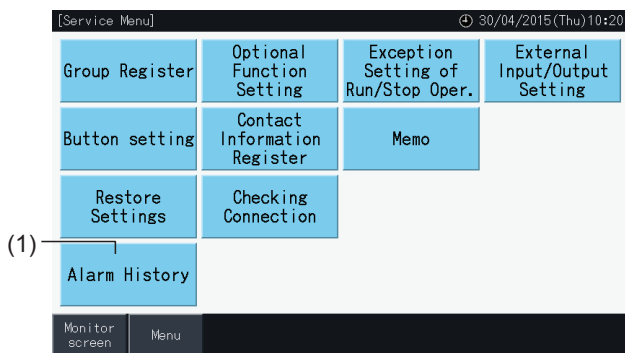 [Service Menu]
30/04/2015(Thu)10:20
Group Register
Optional
Function
Setting
Exception
Setting of
Run/Stop Oper.
External
Input/Output
Setting
Button setting
Contact
Information
Register
Memo
Restore
Settings
Checking
Connection
(1)
Alarm History
Monitor
screen
Menu